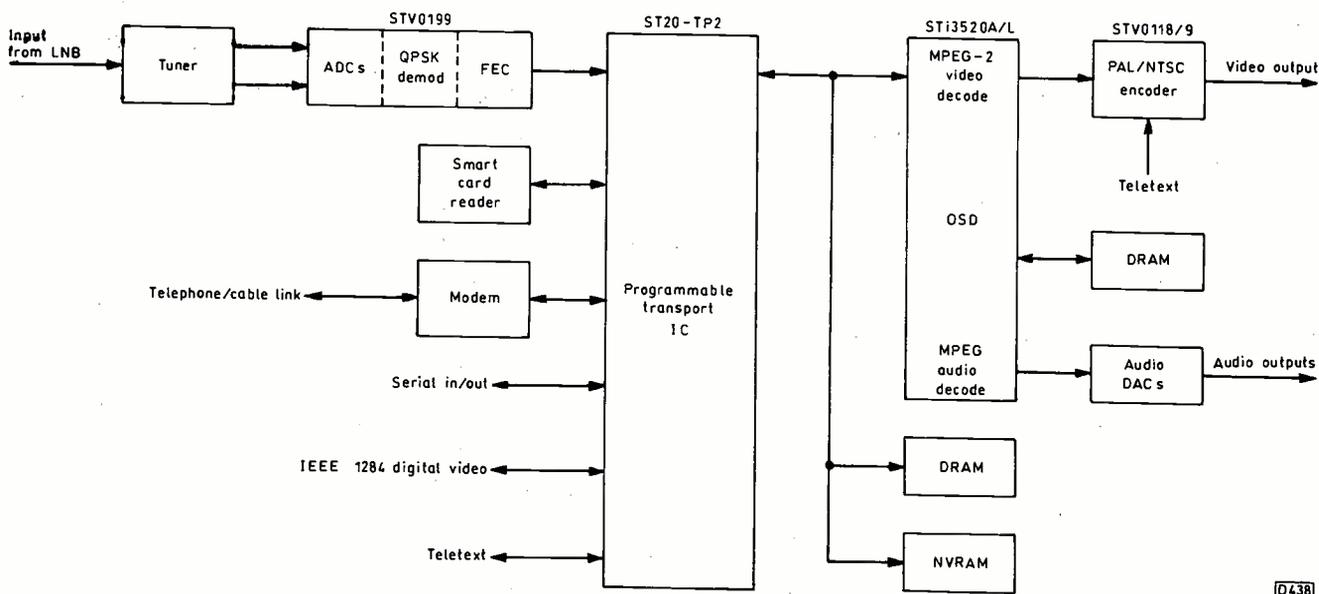 Input
from LNB
Tuner
STV0199
ADCs
QPSK
demod
FEC
ST20-TP2
Programmable
transport
IC
Smart
card
reader
Telephone/cable link
Modem
Serial in/out
IEEE 1284 digital video
Teletext
STi3520A/L
MPEG-2
video
decode
OSD
MPEG
audio
decode
STV0118/9
PAL/NTSC
encoder
Video output
Teletext
DRAM
Audio
DACs
Audio outputs
DRAM
NVRAM
D438